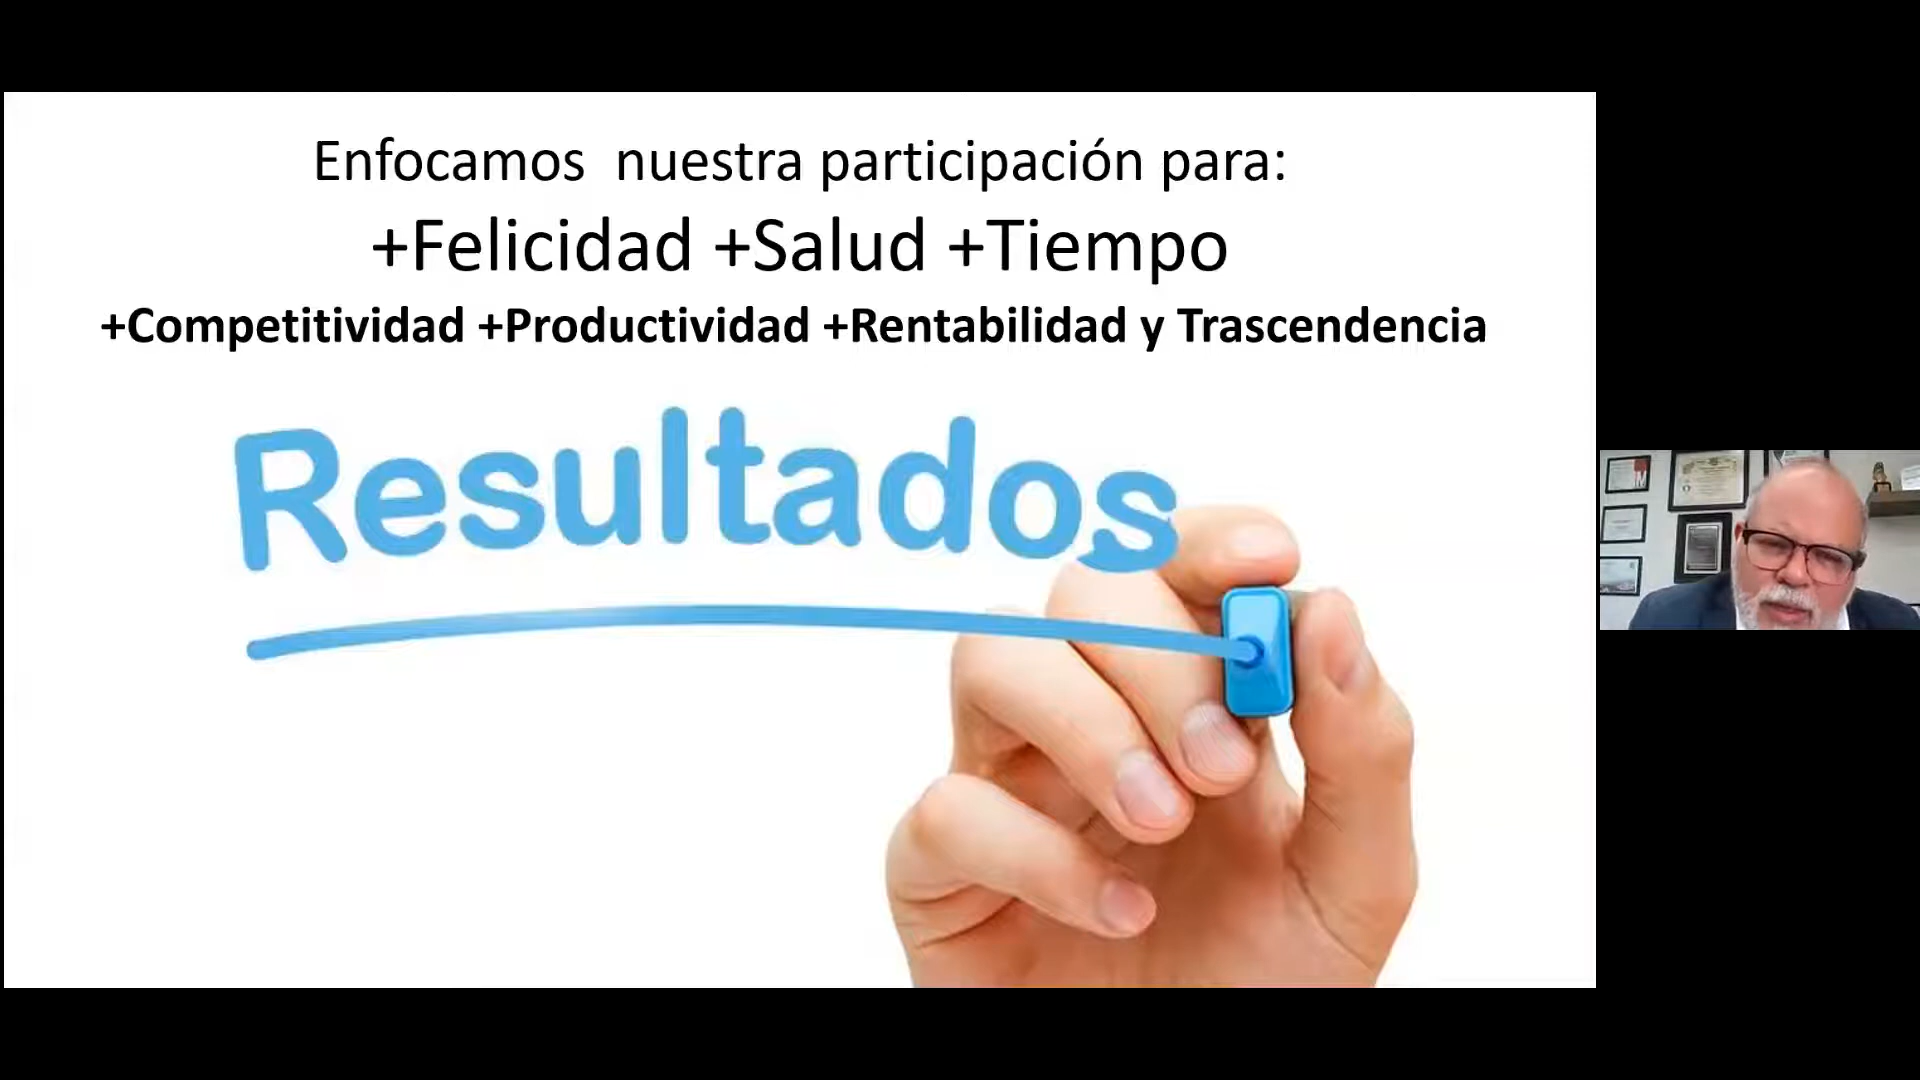 Enfocamos  nuestra participación para:
+Felicidad +Salud +Tiempo
+Competitividad +Productividad +Rentabilidad y Trascendencia
Resultados